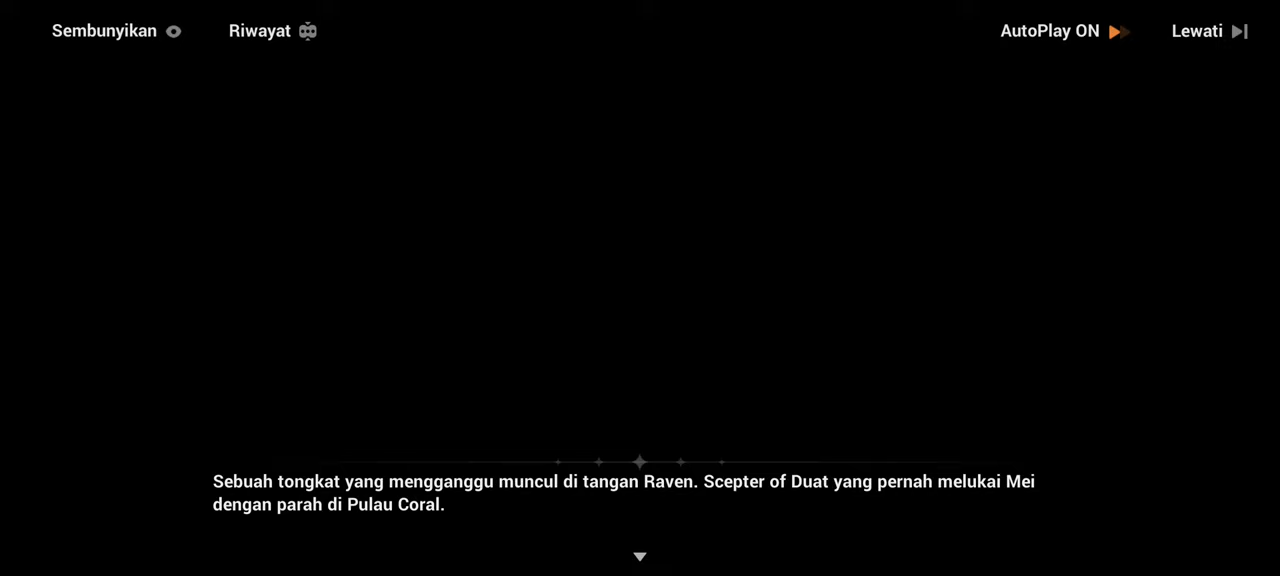 Sembunyikan
Riwayat
AutoPlay ON
Lewati
Sebuah tongkat yang mengganggu muncul di tangan Raven. Scepter of Duat yang pernah melukai Mei
dengan parah di Pulau Coral.